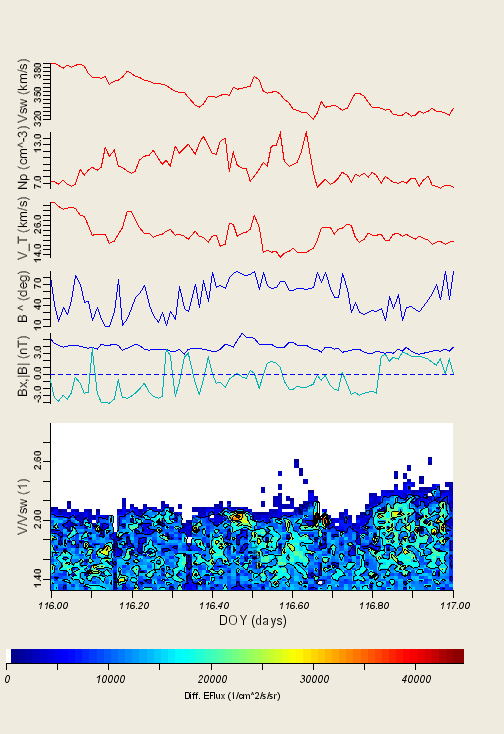 Vsw (km/s)
380
350
320
Np (cm^-3)
13.0
7.0
V_T (km/s)
26.0
14.0
B ^ (deg)
70
40
10
Bx,|B| (nT)
3.0
0.0
-3.0
V/Vsw (1)
2.60
2.00
1.40
116.00 116.20 116.40 116.60 116.80 117.00
DOY (days)
0 10000 20000 30000 40000
Diff. EFlux (1/cm^2/s/sr)